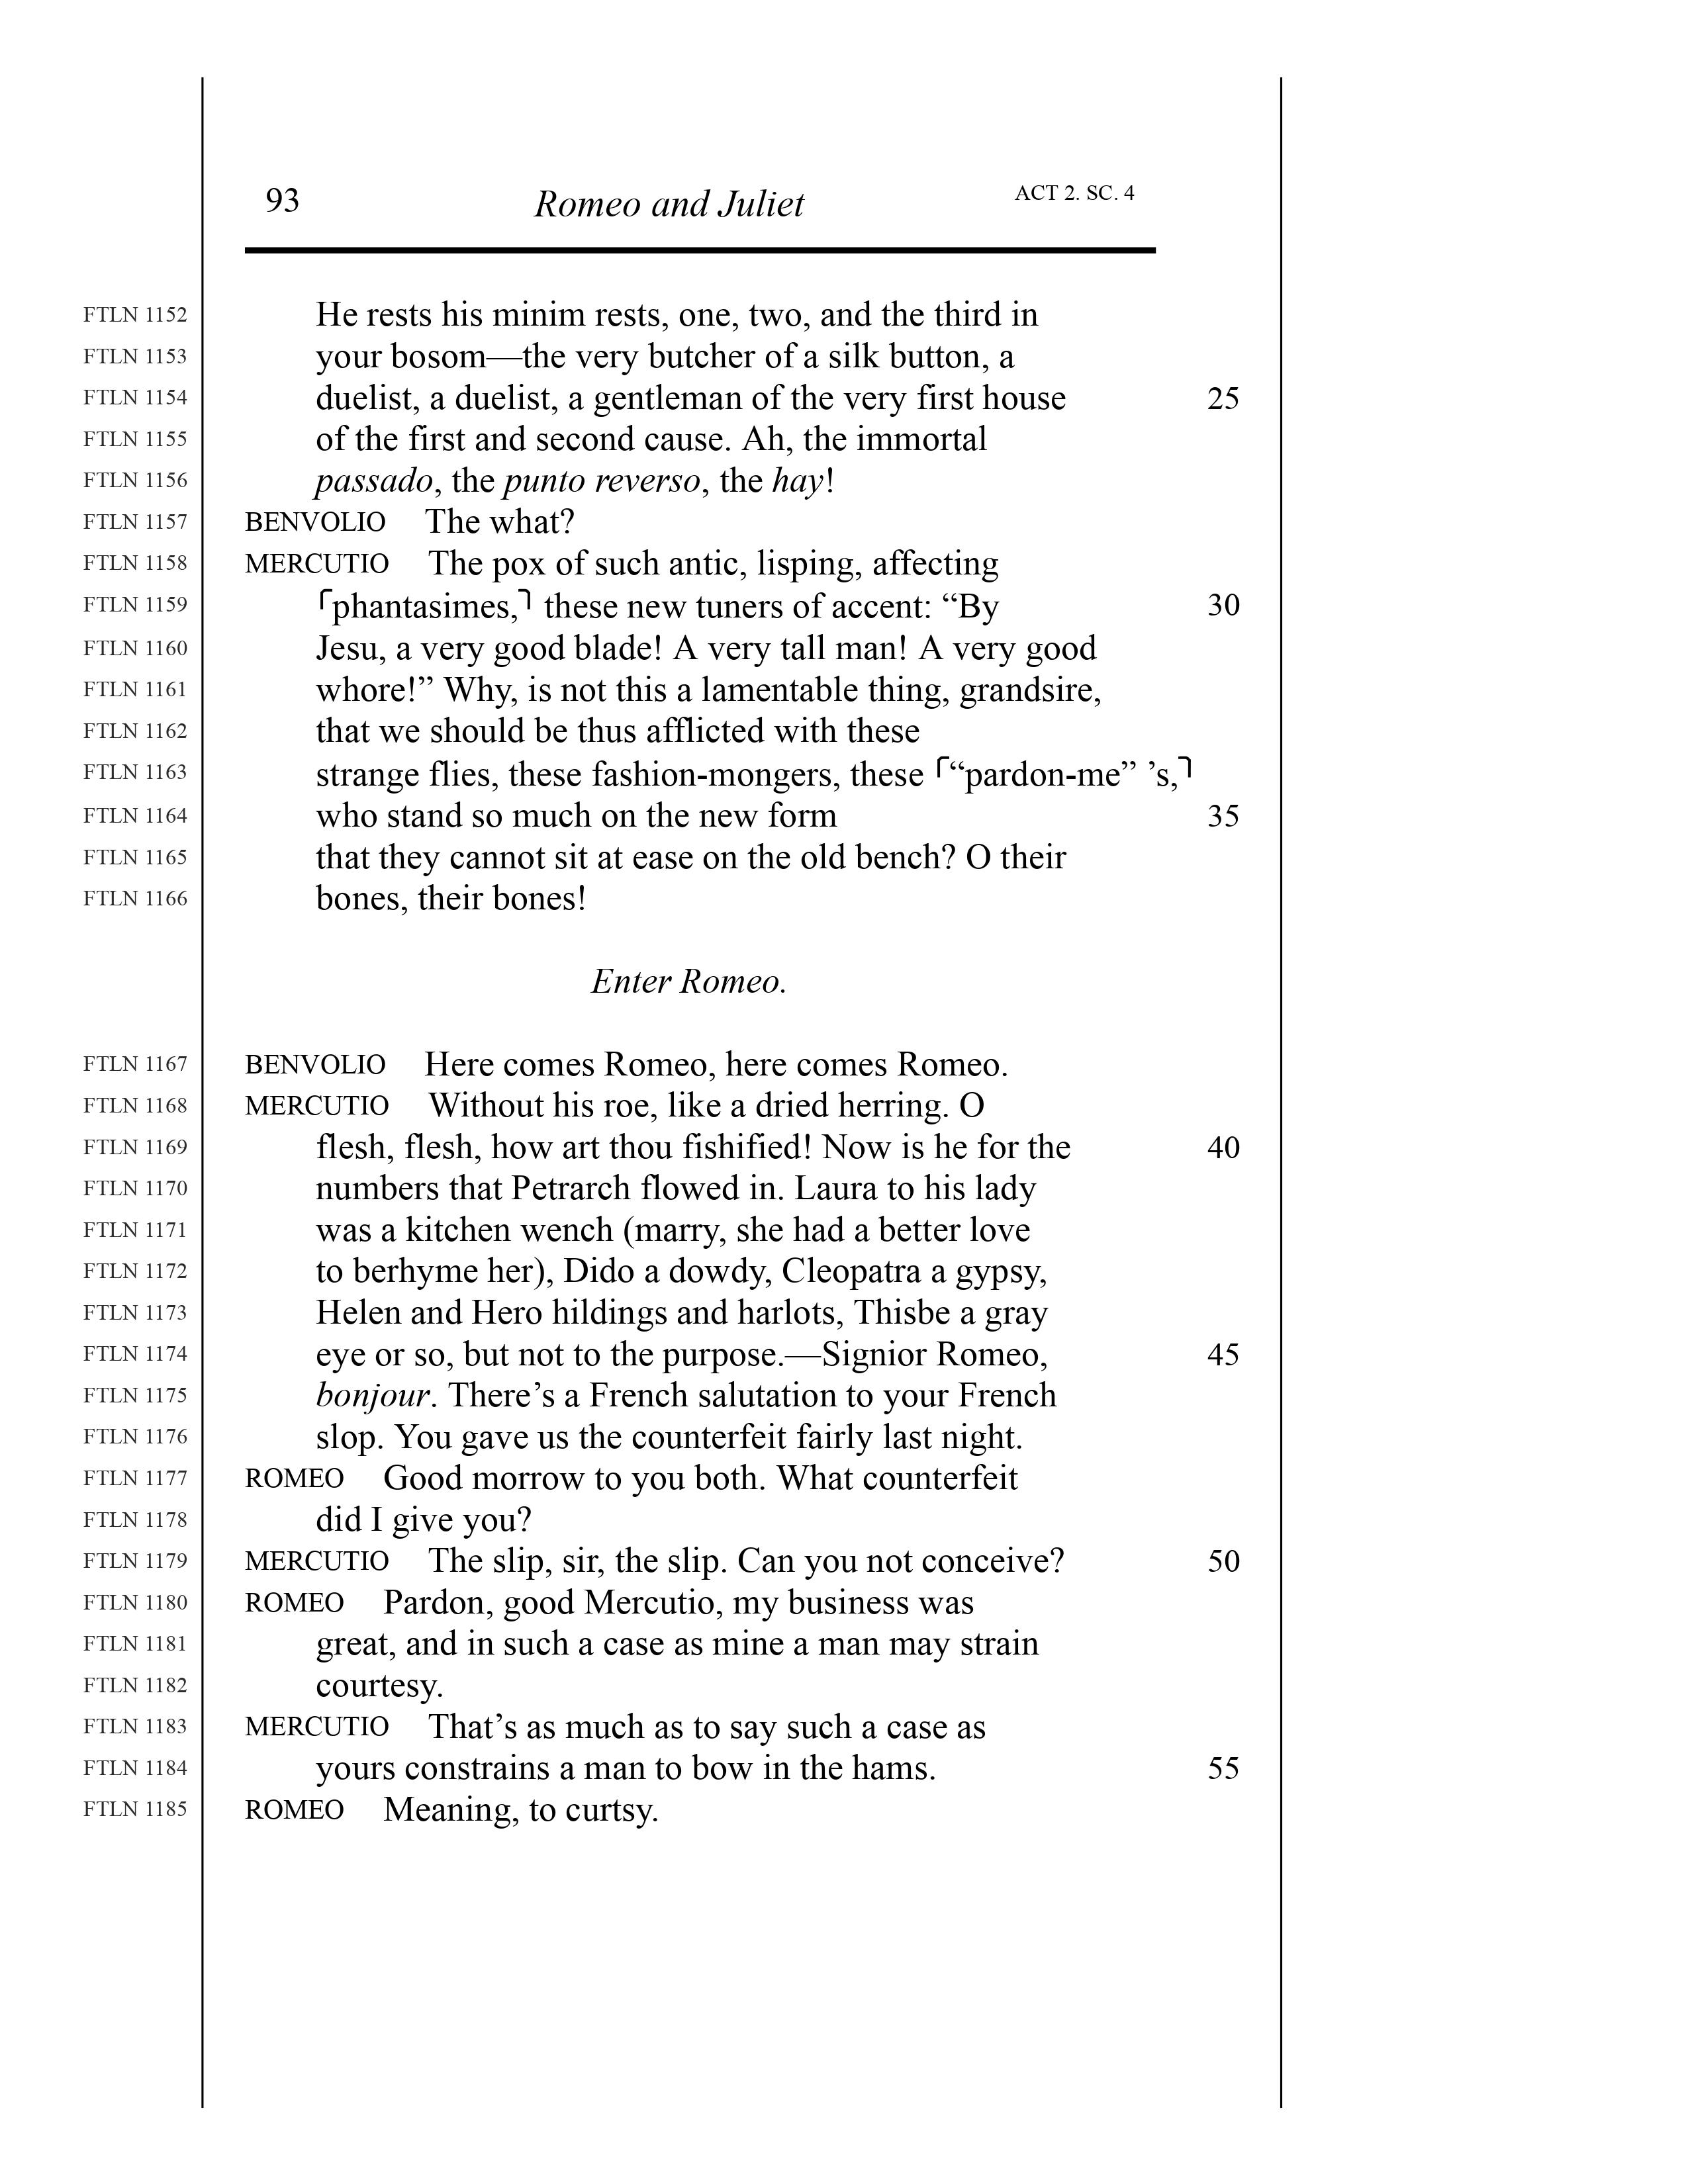 93 Romeo and Juliet ACT 2. SC. 4
FTLN 1152 He rests his minim rests, one, two, and the third in
FTLN 1153 your bosom—the very butcher of a silk button, a
FTLN 1154 duelist, a duelist, a gentleman of the very first house 25
FTLN 1155 of the first and second cause. Ah, the immortal
FTLN 1156 passado, the punto reverso, the hay!
FTLN 1157 BENVOLIO The what?
FTLN 1158 MERCUTIO The pox of such antic, lisping, affecting
FTLN 1159 ⌜phantasimes,⌝ these new tuners of accent: “By 30
FTLN 1160 Jesu, a very good blade! A very tall man! A very good
FTLN 1161 whore!” Why, is not this a lamentable thing, grandsire,
FTLN 1162 that we should be thus afflicted with these
FTLN 1163 strange flies, these fashion-mongers, these ⌜“pardon-me” ’s,⌝
FTLN 1164 who stand so much on the new form 35
FTLN 1165 that they cannot sit at ease on the old bench? O their
FTLN 1166 bones, their bones!
Enter Romeo.
FTLN 1167 BENVOLIO Here comes Romeo, here comes Romeo.
FTLN 1168 MERCUTIO Without his roe, like a dried herring. O
FTLN 1169 flesh, flesh, how art thou fishified! Now is he for the 40
FTLN 1170 numbers that Petrarch flowed in. Laura to his lady
FTLN 1171 was a kitchen wench (marry, she had a better love
FTLN 1172 to berhyme her), Dido a dowdy, Cleopatra a gypsy,
FTLN 1173 Helen and Hero hildings and harlots, Thisbe a gray
FTLN 1174 eye or so, but not to the purpose.—Signior Romeo, 45
FTLN 1175 bonjour. There’s a French salutation to your French
FTLN 1176 slop. You gave us the counterfeit fairly last night.
FTLN 1177 ROMEO Good morrow to you both. What counterfeit
FTLN 1178 did I give you?
FTLN 1179 MERCUTIO The slip, sir, the slip. Can you not conceive? 50
FTLN 1180 ROMEO Pardon, good Mercutio, my business was
FTLN 1181 great, and in such a case as mine a man may strain
FTLN 1182 courtesy.
FTLN 1183 MERCUTIO That’s as much as to say such a case as
FTLN 1184 yours constrains a man to bow in the hams. 55
FTLN 1185 ROMEO Meaning, to curtsy.